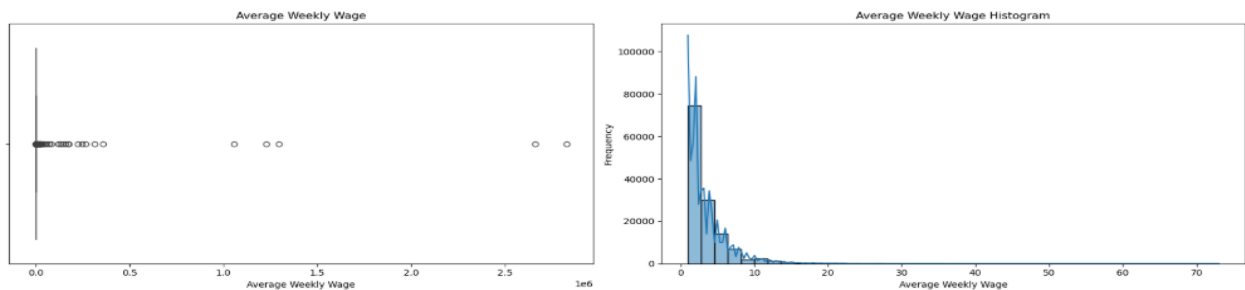 Average Weekly Wage
0.0 0.5 1.0 1.5 2.0 2.5
1e6
Average Weekly Wage
Average Weekly Wage Histogram
Frequency
100000
80000
60000
40000
20000
0
0 10 20 30 40 50 60 70
Average Weekly Wage